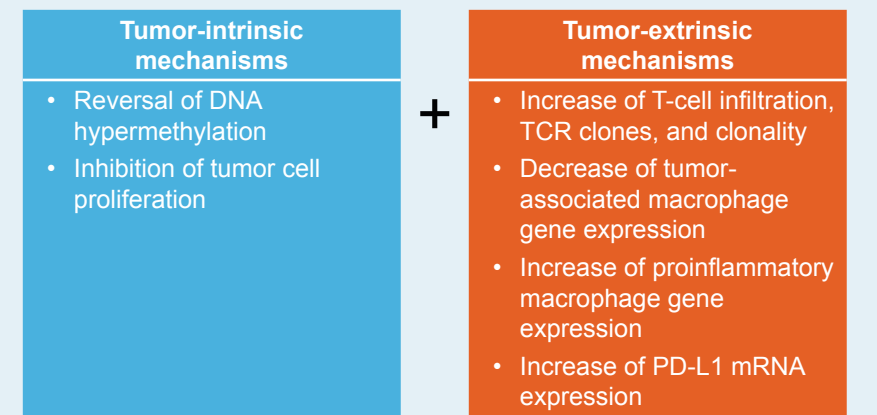 Tumor-intrinsic
mechanisms
• Reversal of DNA
hypermethylation
• Inhibition of tumor cell
proliferation
+
Tumor-extrinsic
mechanisms
• Increase of T-cell infiltration,
TCR clones, and clonality
• Decrease of tumor-
associated macrophage
gene expression
• Increase of proinflammatory
macrophage gene
expression
• Increase of PD-L1 mRNA
expression